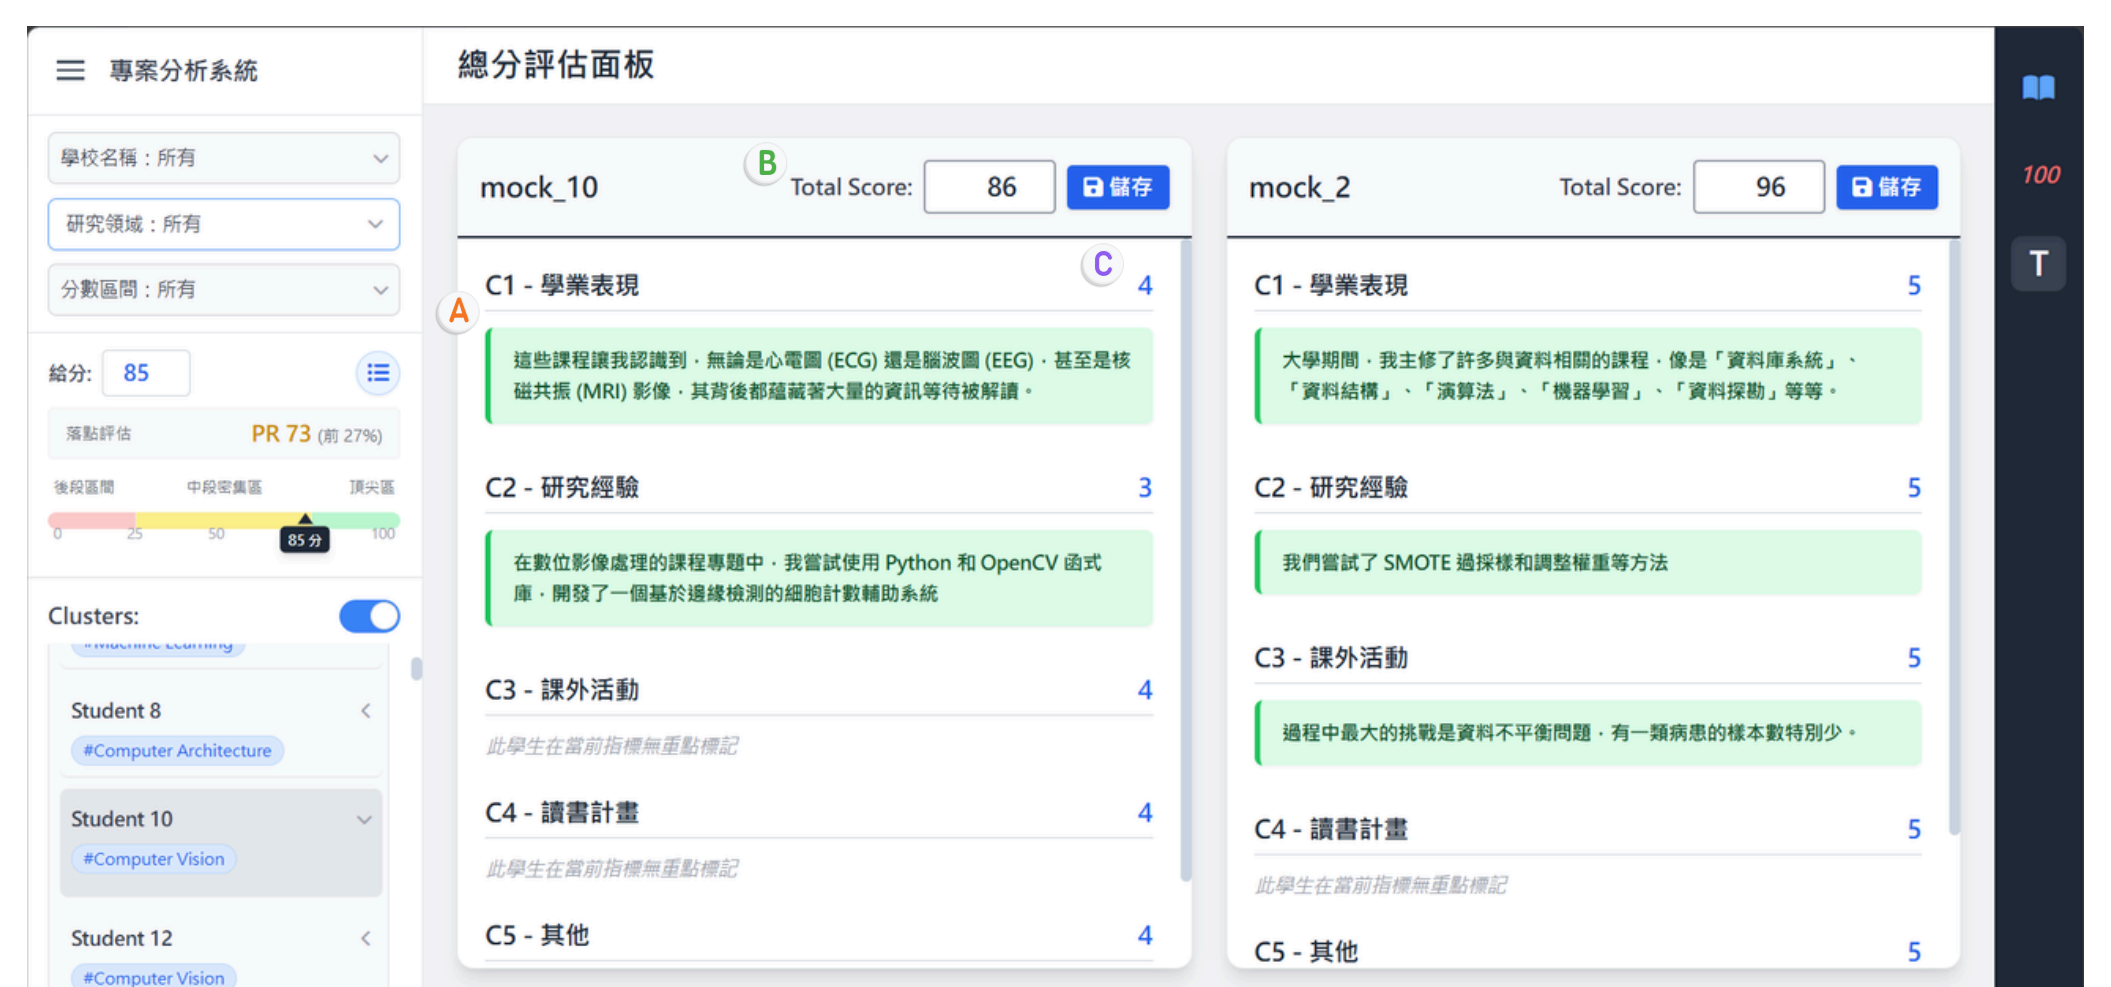 專案分析系統
總分評估面板
學校名稱：所有
研究領域：所有
分數區間：所有
給分: 85
落點評估 PR 73 (前 27%)
後段區間 中段密集區 頂尖區
0 25 50 100
85 分
Clusters:
#Machine Learning
Student 8
#Computer Architecture
Student 10
#Computer Vision
Student 12
#Computer Vision
A
B
C
mock_10 Total Score: 86 儲存
C1 - 學業表現 4
這些課程讓我認識到，無論是心電圖 (ECG) 還是腦波圖 (EEG)，甚至是核
磁共振 (MRI) 影像，其背後都蘊藏著大量的資訊等待被解讀。
C2 - 研究經驗 3
在數位影像處理的課程專題中，我嘗試使用 Python 和 OpenCV 函式
庫，開發了一個基於邊緣檢測的細胞計數輔助系統
C3 - 課外活動 4
此學生在當前指標無重點標記
C4 - 讀書計畫 4
此學生在當前指標無重點標記
C5 - 其他 4
mock_2 Total Score: 96 儲存
C1 - 學業表現 5
大學期間，我主修了許多與資料相關的課程，像是「資料庫系統」、
「資料結構」、「演算法」、「機器學習」、「資料探勘」等等。
C2 - 研究經驗 5
我們嘗試了 SMOTE 過採樣和調整權重等方法
C3 - 課外活動 5
過程中最大的挑戰是資料不平衡問題，有一類病患的樣本數特別少。
C4 - 讀書計畫 5
此學生在當前指標無重點標記
C5 - 其他 5
100
T